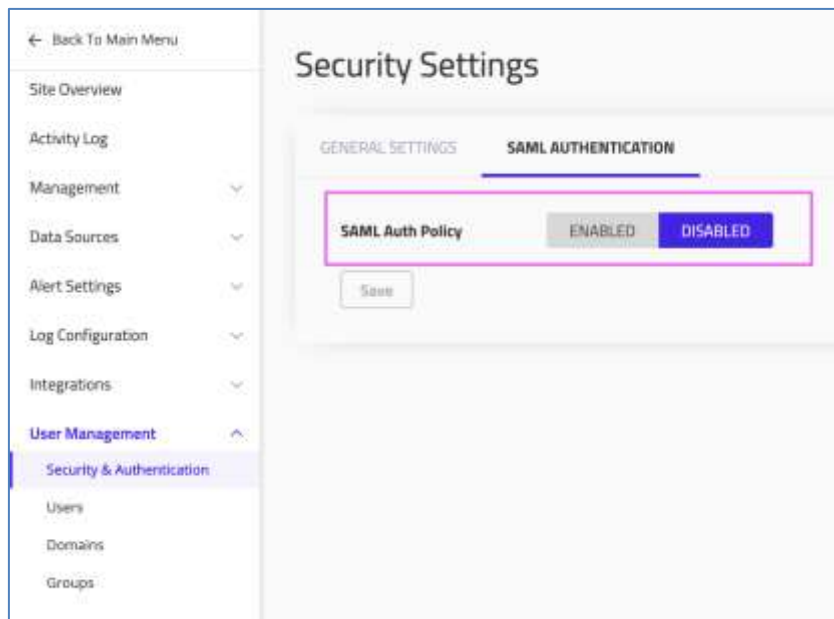 ← Back To Main Menu
Site Overview
Activity Log
Management
Data Sources
Alert Settings
Log Configuration
Integrations
User Management
Security & Authentication
Users
Domains
Groups
Security Settings
GENERAL SETTINGS SAML AUTHENTICATION
SAML Auth Policy ENABLED DISABLED
Save